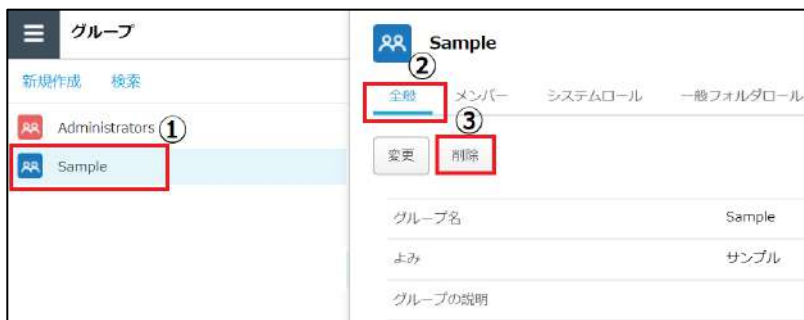 グループ
新規作成 検索
Administrators ①
Sample
Sample
②
全般 メンバー システムロール 一般フォルダロール
③
変更 削除
グループ名 Sample
よみ サンプル
グループの説明